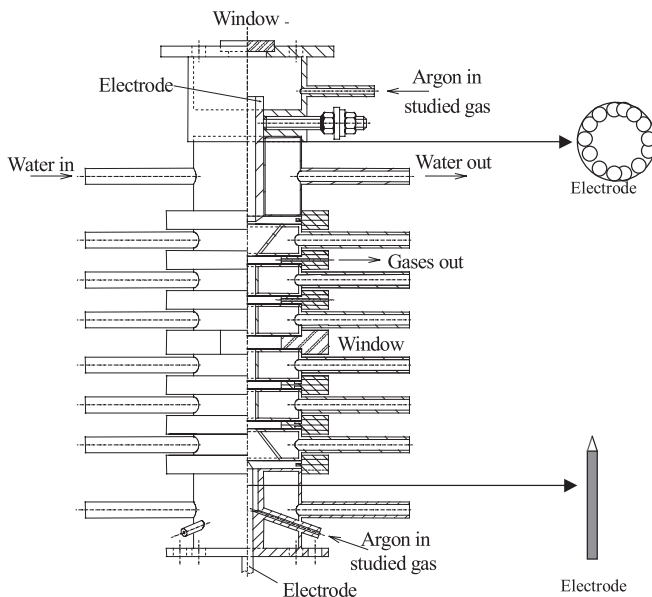 Window
Electrode
Argon in
studied gas
Electrode
Water in
Water out
Gases out
Window
Argon in
studied gas
Electrode
Electrode